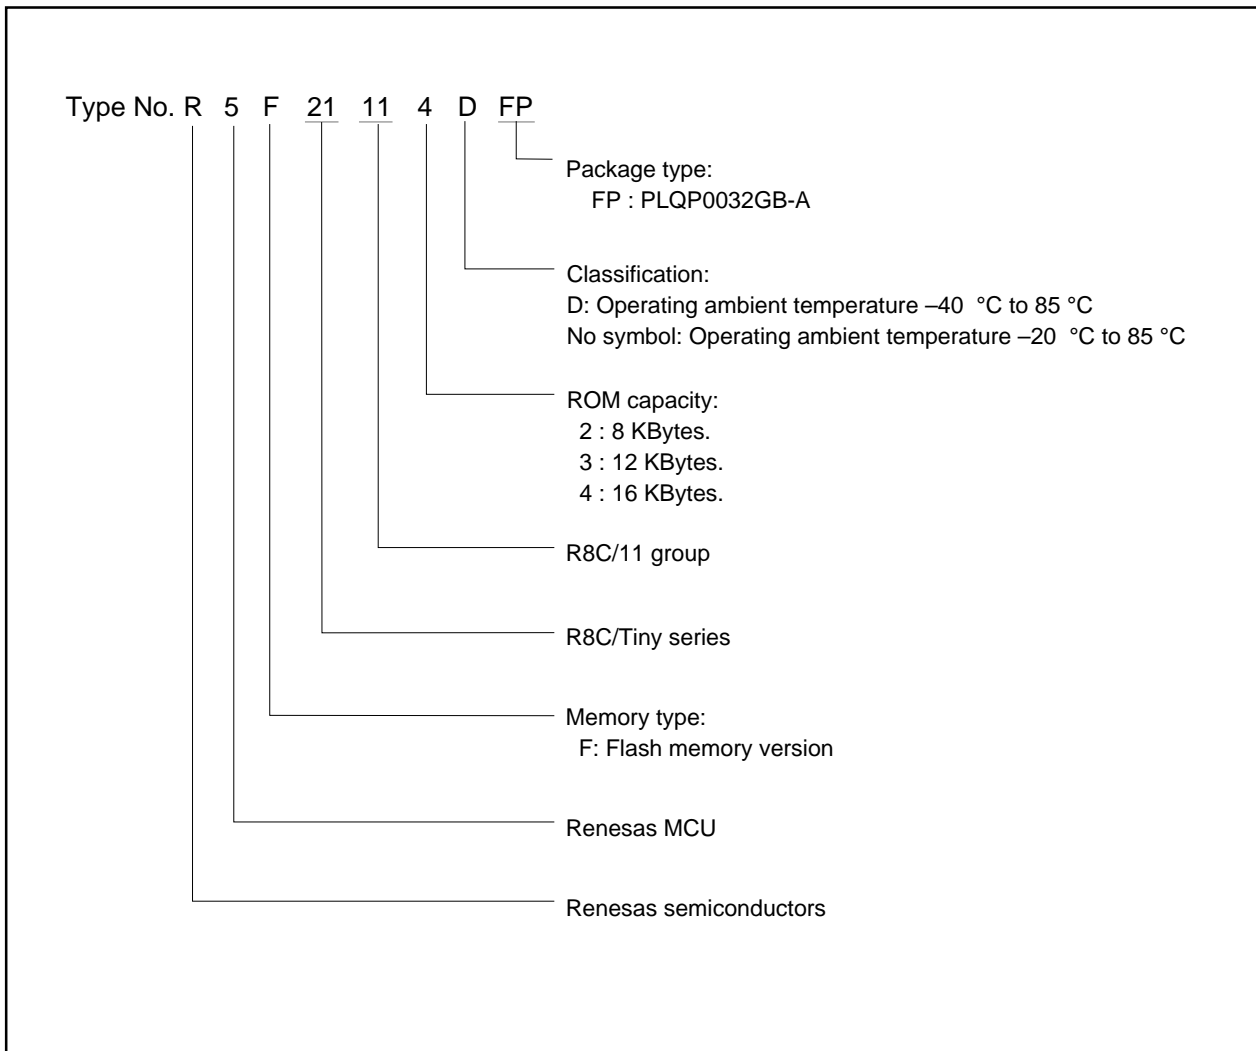 Type No. R 5 F 21 11 4 D FP
Package type:
FP : PLQP0032GB-A
Classification:
D: Operating ambient temperature –40 °C to 85 °C
No symbol: Operating ambient temperature –20 °C to 85 °C
ROM capacity:
2 : 8 KBytes.
3 : 12 KBytes.
4 : 16 KBytes.
R8C/11 group
R8C/Tiny series
Memory type:
F: Flash memory version
Renesas MCU
Renesas semiconductors